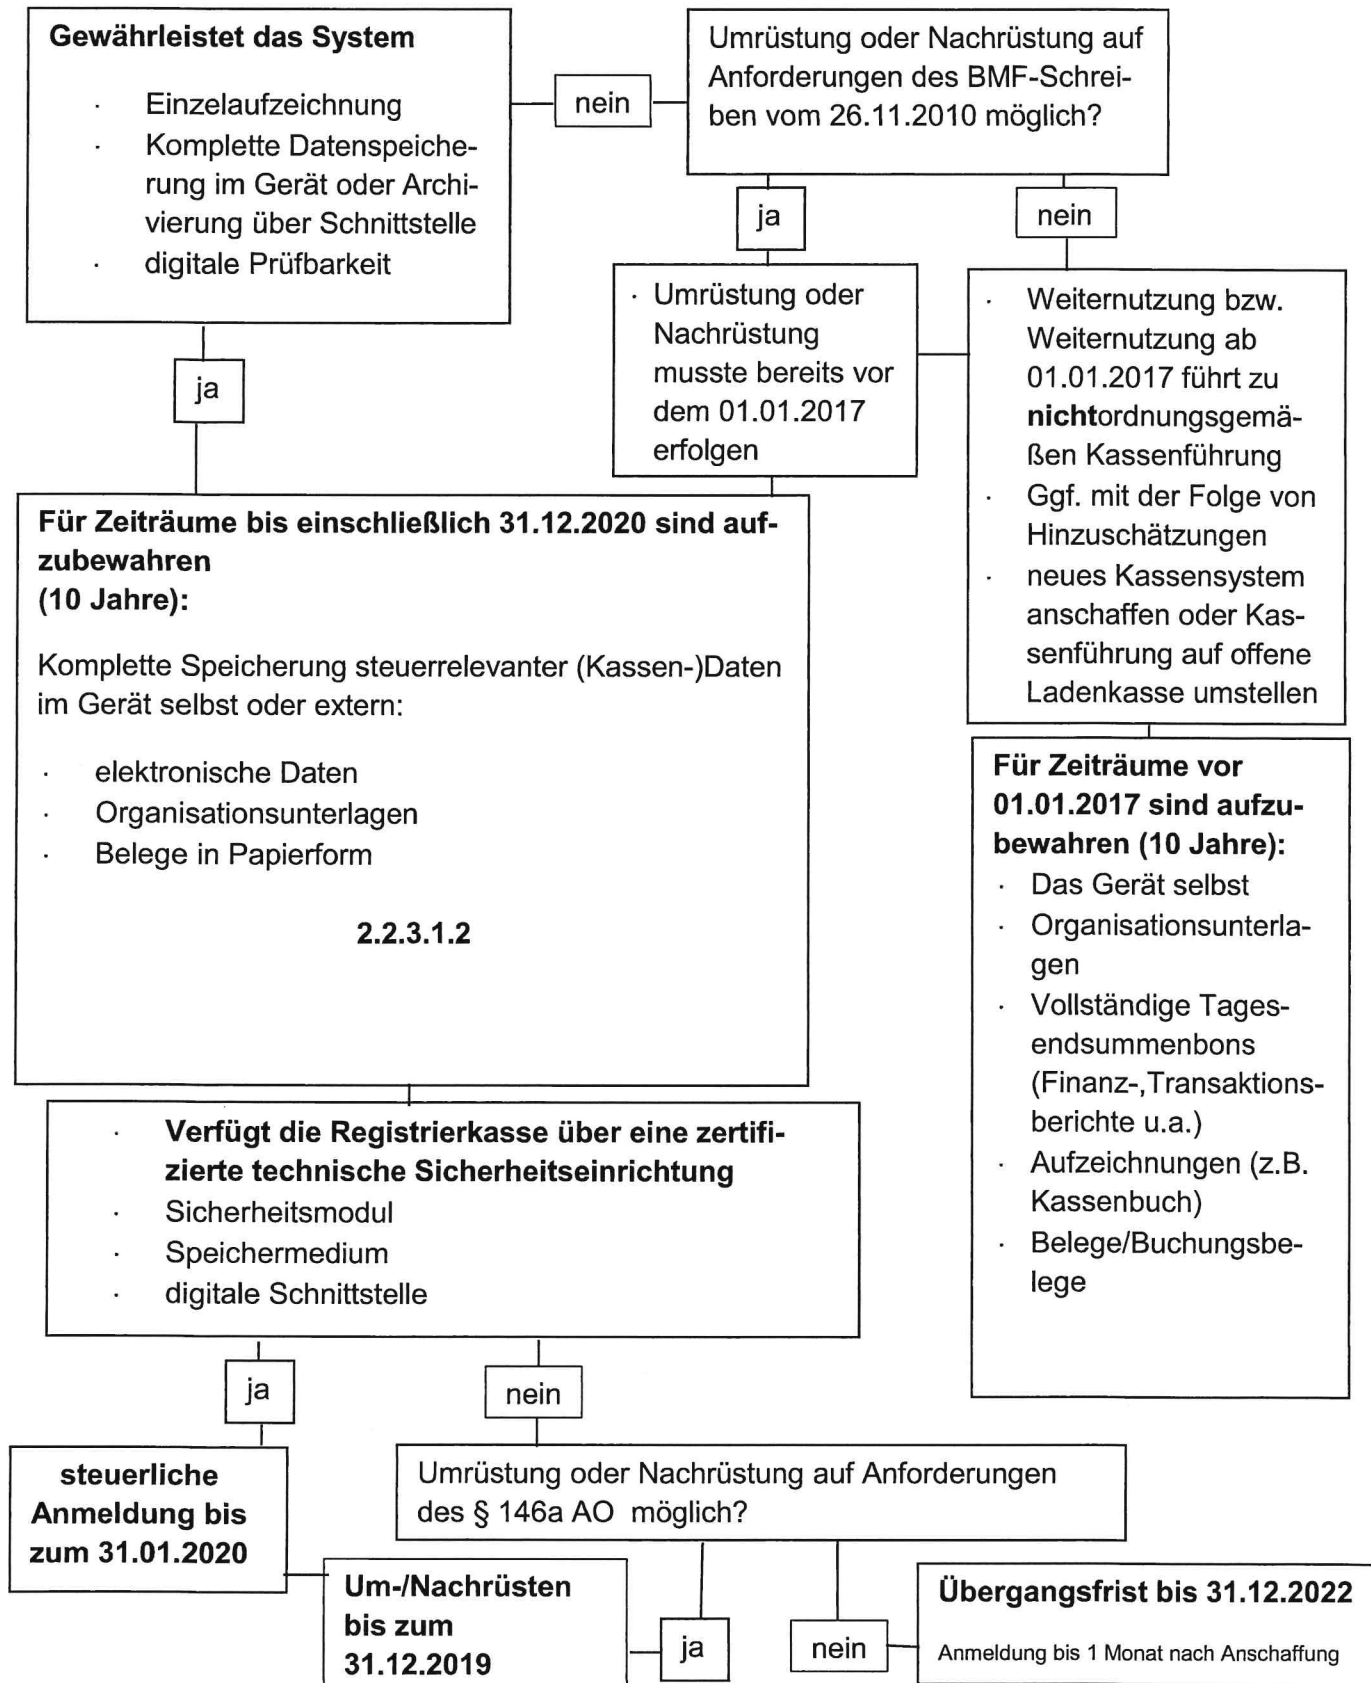 Gewährleistet das System
· Einzelaufzeichnung
· Komplette Datenspeiche-
rung im Gerät oder Archi-
vierung über Schnittstelle
· digitale Prüfbarkeit
nein
Umrüstung oder Nachrüstung auf
Anforderungen des BMF-Schrei-
ben vom 26.11.2010 möglich?
ja
nein
ja
· Umrüstung oder
Nachrüstung
musste bereits vor
dem 01.01.2017
erfolgen
· Weiternutzung bzw.
Weiternutzung ab
01.01.2017 führt zu
nichtordnungsgemä-
ßen Kassenführung
· Ggf. mit der Folge von
Hinzuschätzungen
· neues Kassensystem
anschaffen oder Kas-
senführung auf offene
Ladenkasse umstellen
Für Zeiträume bis einschließlich 31.12.2020 sind auf-
zubewahren
(10 Jahre):
Komplette Speicherung steuerrelevanter (Kassen-)Daten
im Gerät selbst oder extern:
· elektronische Daten
· Organisationsunterlagen
· Belege in Papierform
2.2.3.1.2
Für Zeiträume vor
01.01.2017 sind aufzu-
bewahren (10 Jahre):
· Das Gerät selbst
· Organisationsunterla-
gen
· Vollständige Tages-
endsummenbons
(Finanz-,Transaktions-
berichte u.a.)
· Aufzeichnungen (z.B.
Kassenbuch)
· Belege/Buchungsbe-
lege
· Verfügt die Registrierkasse über eine zertifi-
zierte technische Sicherheitseinrichtung
· Sicherheitsmodul
· Speichermedium
· digitale Schnittstelle
ja
nein
steuerliche
Anmeldung bis
zum 31.01.2020
Umrüstung oder Nachrüstung auf Anforderungen
des § 146a AO möglich?
Um-/Nachrüsten
bis zum
31.12.2019
ja
nein
Übergangsfrist bis 31.12.2022
Anmeldung bis 1 Monat nach Anschaffung